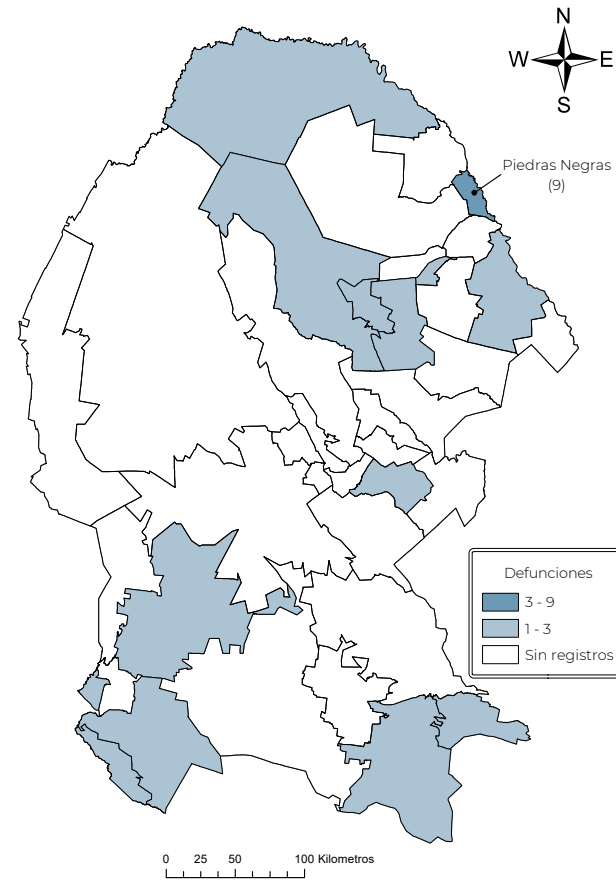 N
W E
S
Piedras Negras
(9)
Defunciones
3 - 9
1 - 3
Sin registros
0 25 50 100 Kilometros